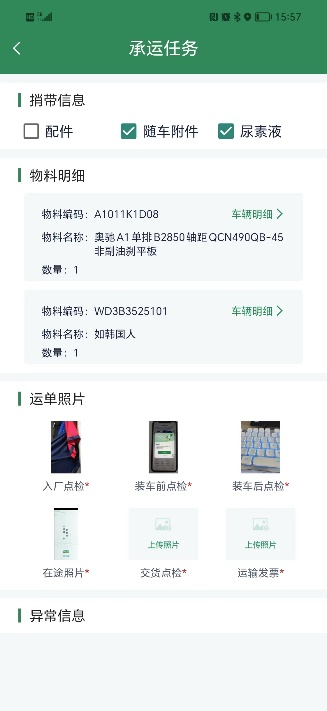 15:57
承运任务
捎带信息
配件 随车附件 尿素液
物料明细
物料编码：A1011K1D08 车辆明细
物料名称：奥驰A1单排B2850轴距QCN490QB-45
非副油刹平板
数量：1
物料编码：WD3B3525101 车辆明细
物料名称：如韩国人
数量：1
运单照片
入厂点检* 装车前点检* 装车后点检*
上传照片 上传照片
在途照片* 交货点检* 运输发票*
异常信息